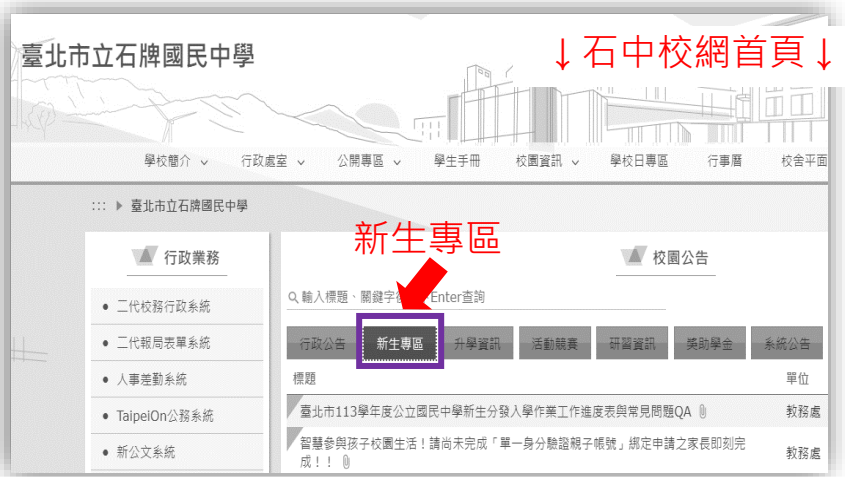 臺北市立石牌國民中學
↓石中校網首頁↓
學校簡介 行政處室 公開專區 學生手冊 校園資訊 學校日專區 行事曆 校舍平面
::: 臺北市立石牌國民中學
新生專區
行政業務
二代校務行政系統
二代報局表單系統
人事差勤系統
TaipeiOn公務系統
新公文系統
校園公告
輸入標題、關鍵字 Enter查詢
行政公告 新生專區 升學資訊 活動競賽 研習資訊 獎助學金 系統公告
標題 單位
臺北市113學年度公立國民中學新生分發入學作業工作進度表與常見問題QA 教務處
智慧參與孩子校園生活！請尚未完成「單一身分驗證親子帳號」綁定申請之家長即刻完
成！！ 教務處